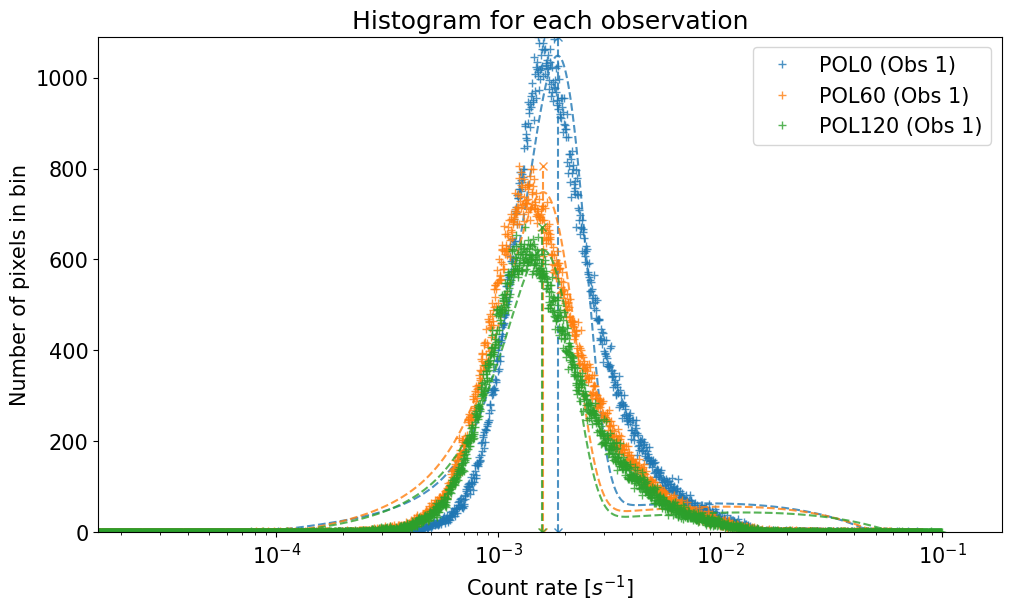 Histogram for each observation
POL0 (Obs 1)
POL60 (Obs 1)
POL120 (Obs 1)
Number of pixels in bin
1000
800
600
400
200
0
10⁻⁴ 10⁻³ 10⁻² 10⁻¹
Count rate [s⁻¹]